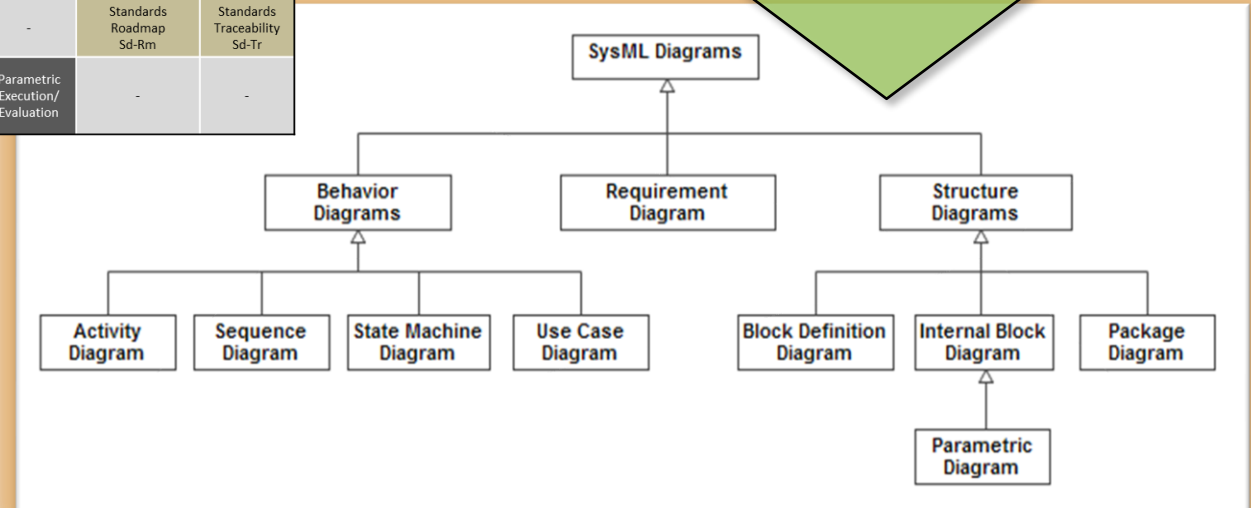 -
Standards
Roadmap
Sd-Rm
Standards
Traceability
Sd-Tr
Parametric
Execution/
Evaluation
-
-
SysML Diagrams
Behavior
Diagrams
Requirement
Diagram
Structure
Diagrams
Activity
Diagram
Sequence
Diagram
State Machine
Diagram
Use Case
Diagram
Block Definition
Diagram
Internal Block
Diagram
Package
Diagram
Parametric
Diagram